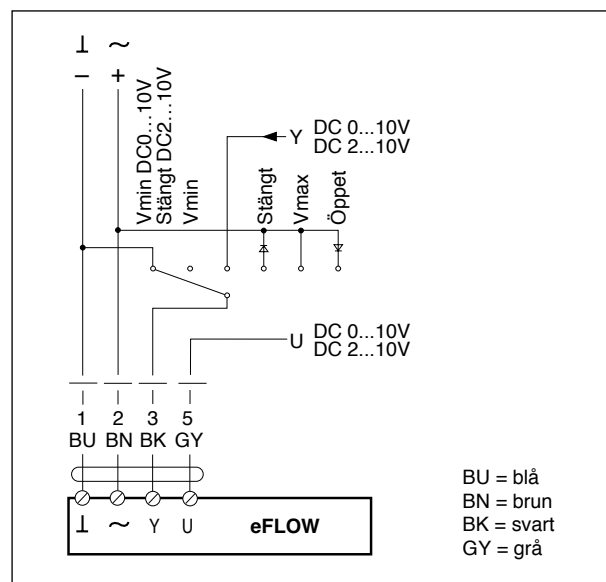 ⊥ ~
− +
Vmin DC0...10V
Stängt DC2...10V
Vmin
Stängt
Vmax
Öppet
Y DC 0...10V
DC 2...10V
U DC 0...10V
DC 2...10V
1 2 3 5
BU BN BK GY
⊥ ~ Y U eFLOW
BU = blå
BN = brun
BK = svart
GY = grå